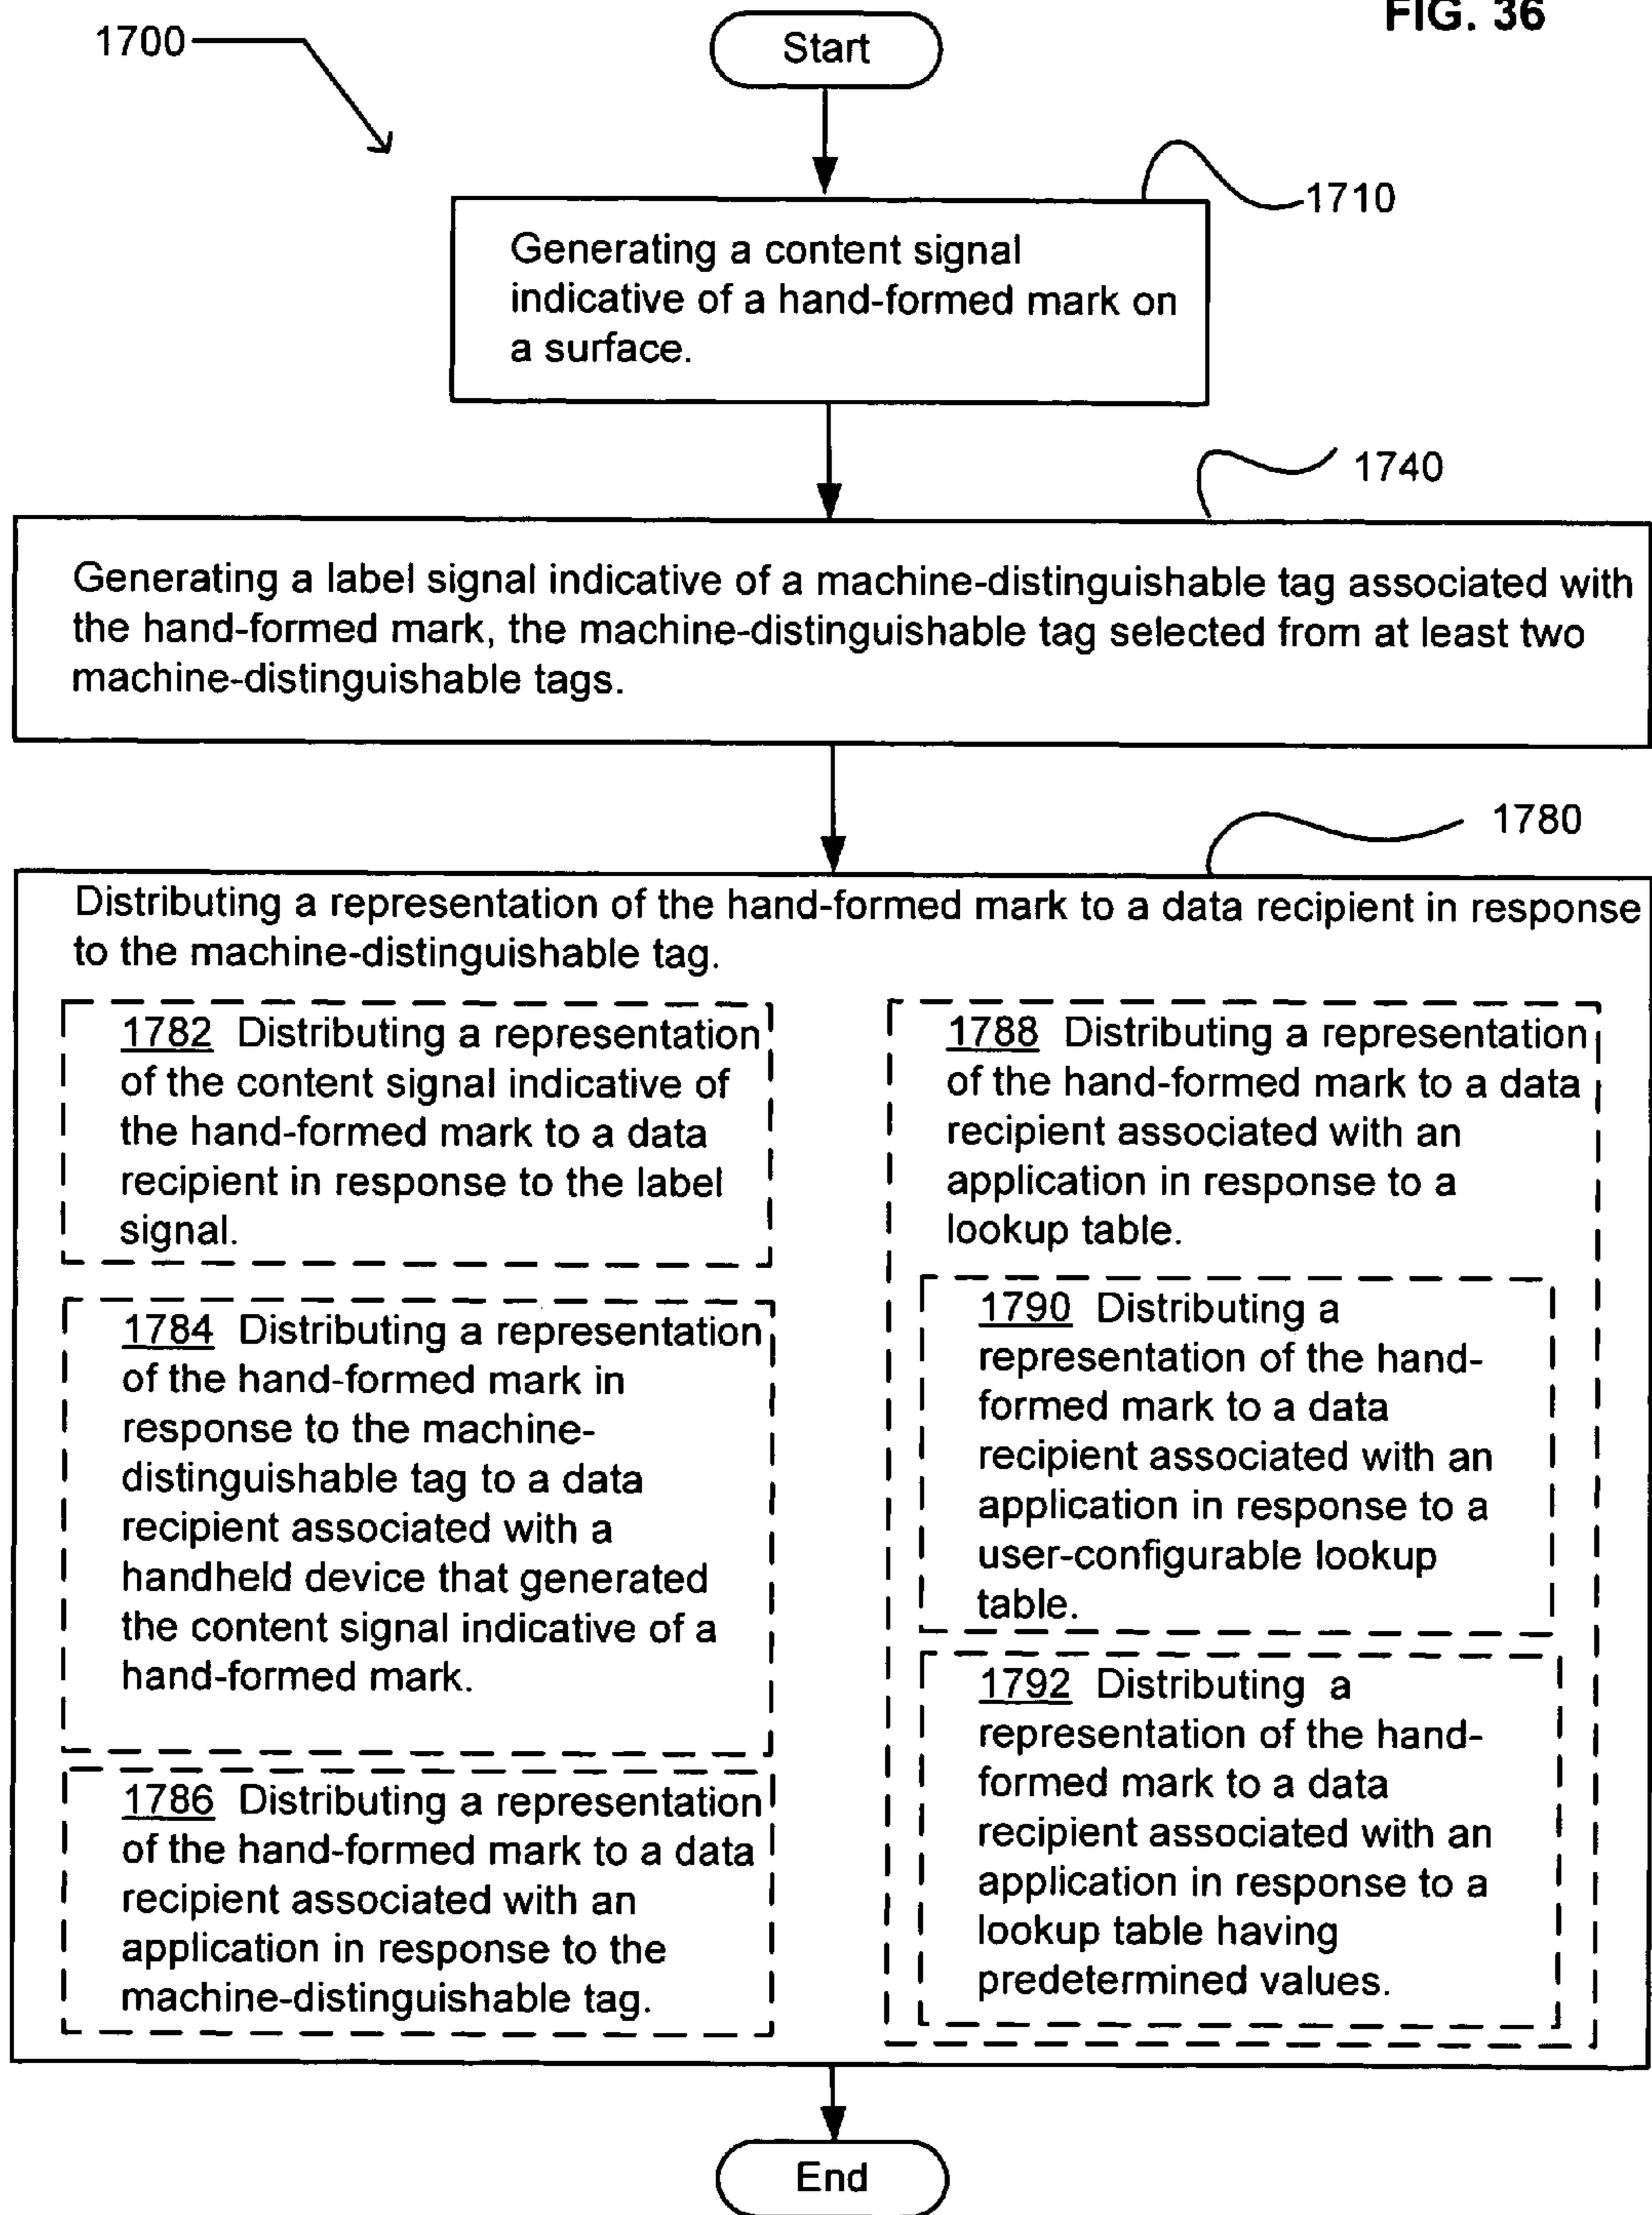 FIG. 36
1700
Start
1710
Generating a content signal
indicative of a hand-formed mark on
a surface.
1740
Generating a label signal indicative of a machine-distinguishable tag associated with
the hand-formed mark, the machine-distinguishable tag selected from at least two
machine-distinguishable tags.
1780
Distributing a representation of the hand-formed mark to a data recipient in response
to the machine-distinguishable tag.
1782 Distributing a representation
of the content signal indicative of
the hand-formed mark to a data
recipient in response to the label
signal.
1784 Distributing a representation
of the hand-formed mark in
response to the machine-
distinguishable tag to a data
recipient associated with a
handheld device that generated
the content signal indicative of a
hand-formed mark.
1786 Distributing a representation
of the hand-formed mark to a data
recipient associated with an
application in response to the
machine-distinguishable tag.
1788 Distributing a representation
of the hand-formed mark to a data
recipient associated with an
application in response to a
lookup table.
1790 Distributing a
representation of the hand-
formed mark to a data
recipient associated with an
application in response to a
user-configurable lookup
table.
1792 Distributing a
representation of the hand-
formed mark to a data
recipient associated with an
application in response to a
lookup table having
predetermined values.
End